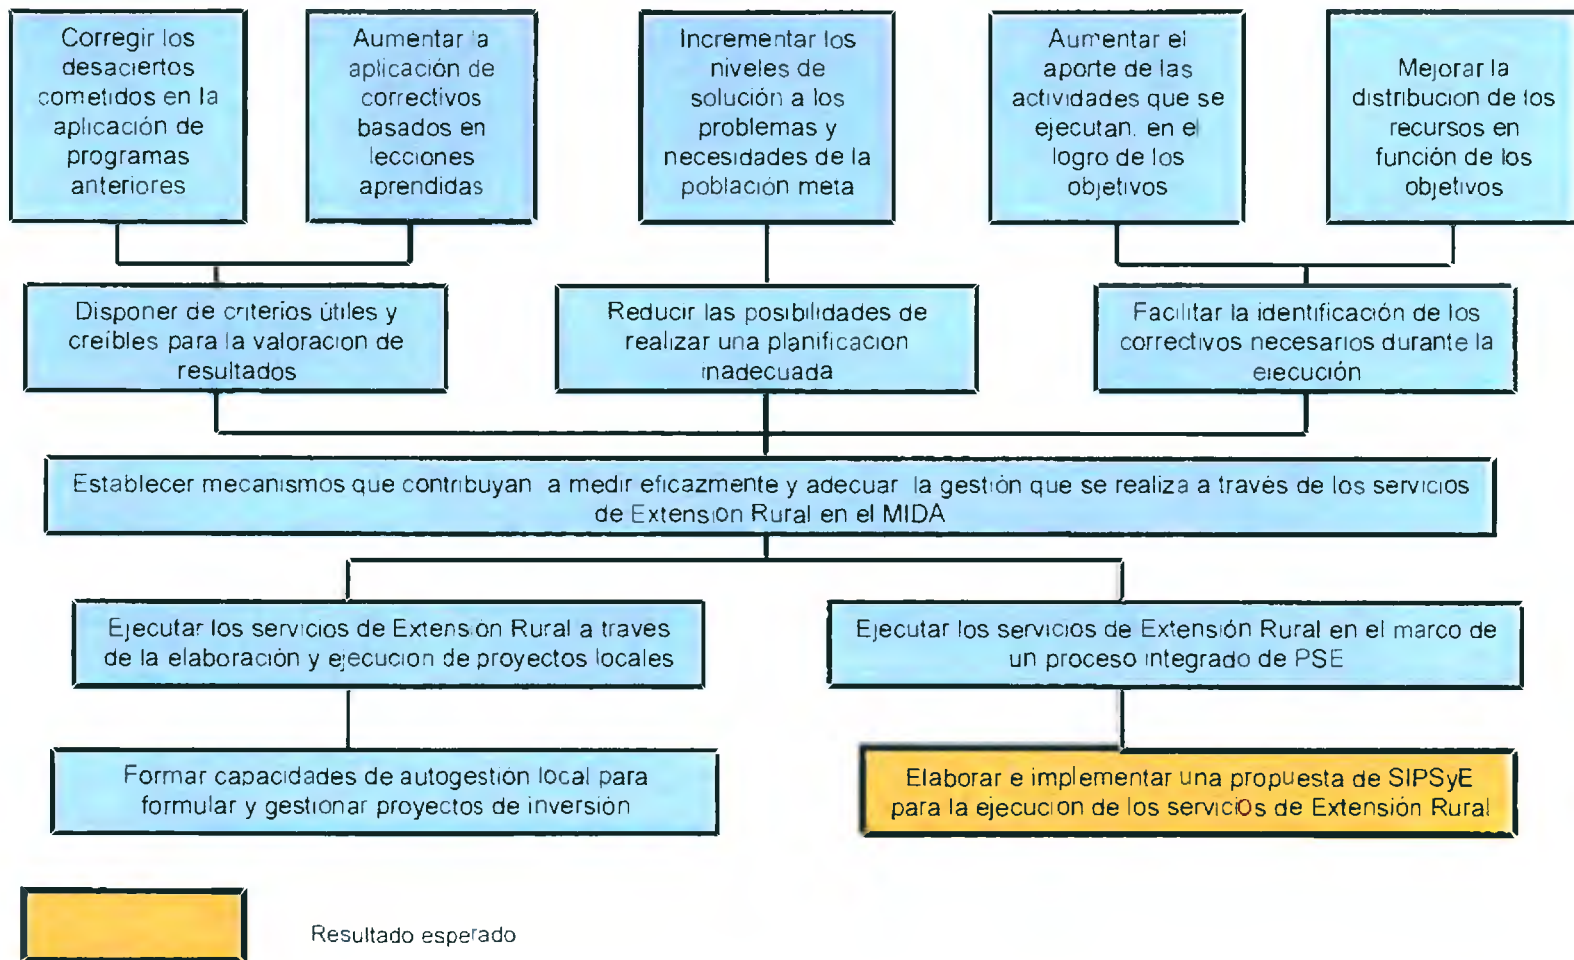 Corregir los
desaciertos
cometidos en la
aplicación de
programas
anteriores
Aumentar la
aplicación de
correctivos
basados en
lecciones
aprendidas
Incrementar los
niveles de
solución a los
problemas y
necesidades de la
población meta
Aumentar el
aporte de las
actividades que se
ejecutan, en el
logro de los
objetivos
Mejorar la
distribucion de los
recursos en
función de los
objetivos
Disponer de criterios útiles y
creíbles para la valoracion de
resultados
Reducir las posibilidades de
realizar una planificacion
inadecuada
Facilitar la identificación de los
correctivos necesarios durante la
ejecución
Establecer mecanismos que contribuyan a medir eficazmente y adecuar la gestión que se realiza a través de los servicios
de Extensión Rural en el MIDA
Ejecutar los servicios de Extensión Rural a través
de la elaboración y ejecucion de proyectos locales
Ejecutar los servicios de Extensión Rural en el marco de
un proceso integrado de PSE
Formar capacidades de autogestión local para
formular y gestionar proyectos de inversión
Elaborar e implementar una propuesta de SIPSyE
para la ejecucion de los servicios de Extensión Rural
Resultado esperado